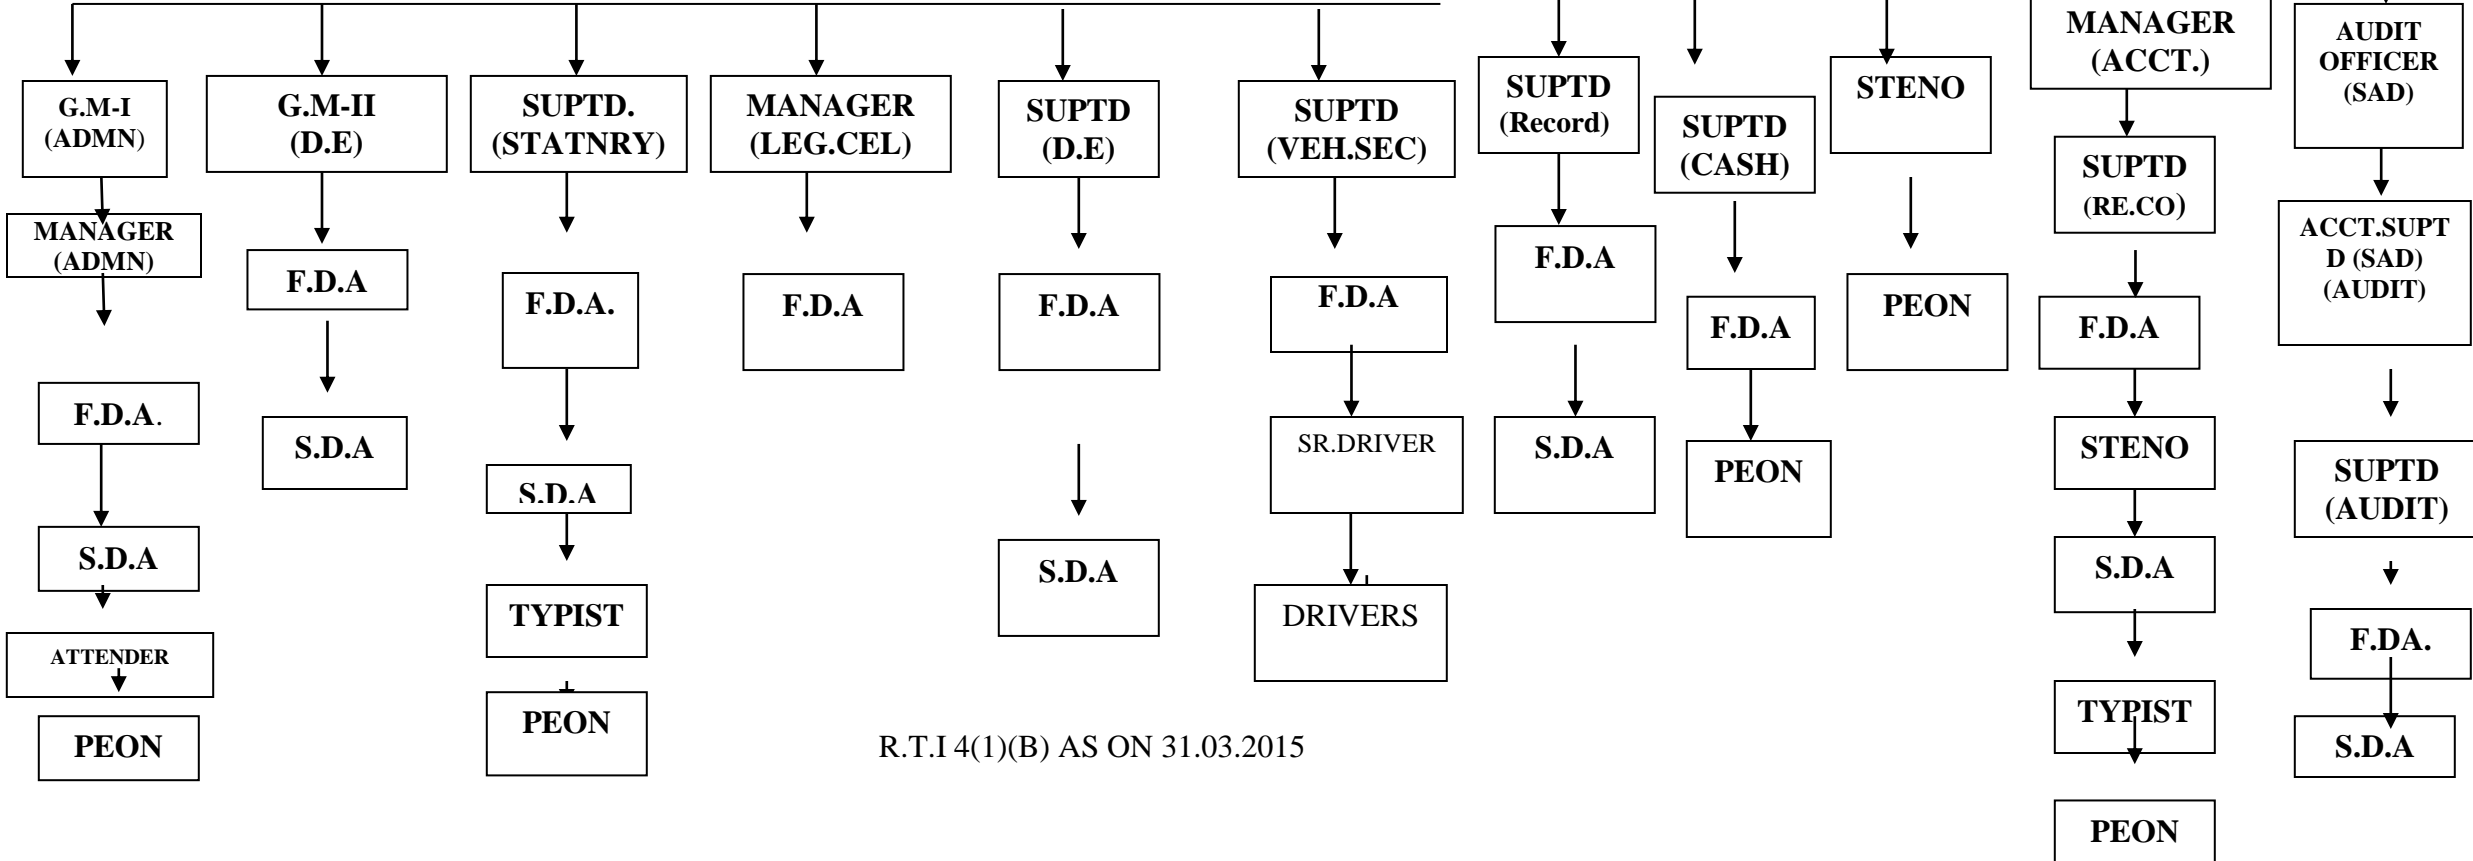 G.M-I
(ADMN)
MANAGER
(ADMN)
F.D.A.
S.D.A
ATTENDER
PEON
G.M-II
(D.E)
F.D.A
S.D.A
SUPTD.
(STATNRY)
F.D.A.
S.D.A
TYPIST
PEON
MANAGER
(LEG.CEL)
F.D.A
SUPTD
(D.E)
F.D.A
S.D.A
SUPTD
(VEH.SEC)
F.D.A
SR.DRIVER
DRIVERS
SUPTD
(Record)
F.D.A
S.D.A
SUPTD
(CASH)
F.D.A
PEON
STENO
PEON
MANAGER
(ACCT.)
SUPTD
(RE.CO)
F.D.A
STENO
S.D.A
TYPIST
PEON
AUDIT
OFFICER
(SAD)
ACCT.SUPT
D (SAD)
(AUDIT)
SUPTD
(AUDIT)
F.DA.
S.D.A
R.T.I 4(1)(B) AS ON 31.03.2015